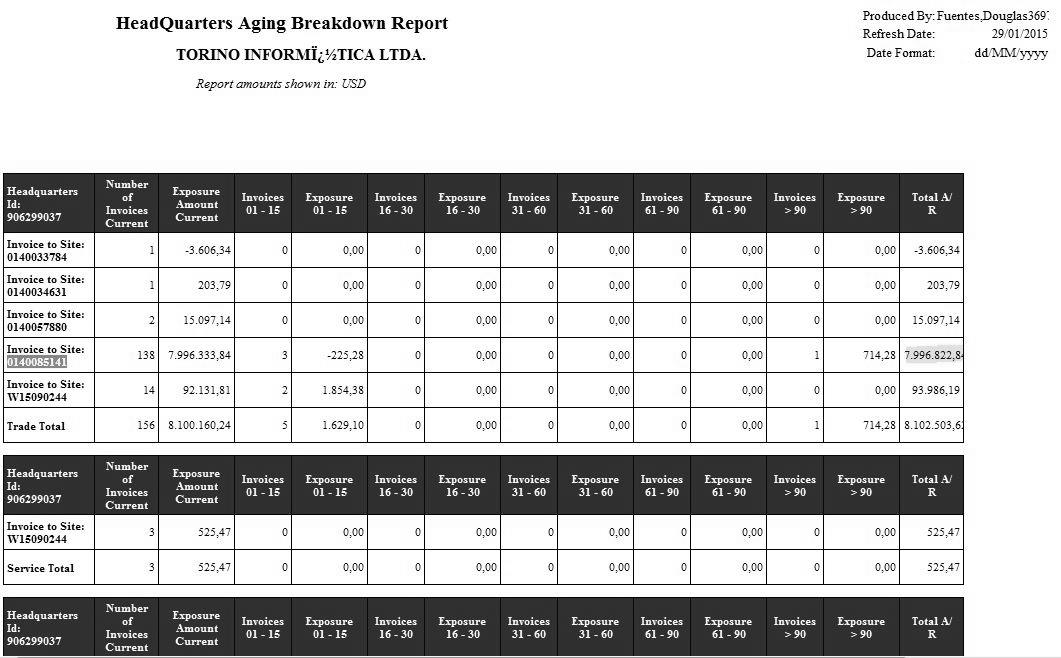 HeadQuarters Aging Breakdown Report
TORINO INFORMÏ¿½TICA LTDA.
Report amounts shown in: USD
Produced By: Fuentes,Douglas369
Refresh Date: 29/01/2015
Date Format: dd/MM/yyyy
Headquarters Id: 906299037 Number of Invoices Current Exposure Amount Current Invoices 01 - 15 Exposure 01 - 15 Invoices 16 - 30 Exposure 16 - 30 Invoices 31 - 60 Exposure 31 - 60 Invoices 61 - 90 Exposure 61 - 90 Invoices > 90 Exposure > 90 Total A/R
Invoice to Site: 0140033784 1 -3.606,34 0 0,00 0 0,00 0 0,00 0 0,00 0 0,00 -3.606,34
Invoice to Site: 0140034631 1 203,79 0 0,00 0 0,00 0 0,00 0 0,00 0 0,00 203,79
Invoice to Site: 0140057880 2 15.097,14 0 0,00 0 0,00 0 0,00 0 0,00 0 0,00 15.097,14
Invoice to Site: 0140085141 138 7.996.333,84 3 -225,28 0 0,00 0 0,00 0 0,00 1 714,28 7.996.822,84
Invoice to Site: W15090244 14 92.131,81 2 1.854,38 0 0,00 0 0,00 0 0,00 0 0,00 93.986,19
Trade Total 156 8.100.160,24 5 1.629,10 0 0,00 0 0,00 0 0,00 1 714,28 8.102.503,62
Headquarters Id: 906299037 Number of Invoices Current Exposure Amount Current Invoices 01 - 15 Exposure 01 - 15 Invoices 16 - 30 Exposure 16 - 30 Invoices 31 - 60 Exposure 31 - 60 Invoices 61 - 90 Exposure 61 - 90 Invoices > 90 Exposure > 90 Total A/R
Invoice to Site: W15090244 3 525,47 0 0,00 0 0,00 0 0,00 0 0,00 0 0,00 525,47
Service Total 3 525,47 0 0,00 0 0,00 0 0,00 0 0,00 0 0,00 525,47
Headquarters Id: 906299037 Number of Invoices Current Exposure Amount Current Invoices 01 - 15 Exposure 01 - 15 Invoices 16 - 30 Exposure 16 - 30 Invoices 31 - 60 Exposure 31 - 60 Invoices 61 - 90 Exposure 61 - 90 Invoices > 90 Exposure > 90 Total A/R